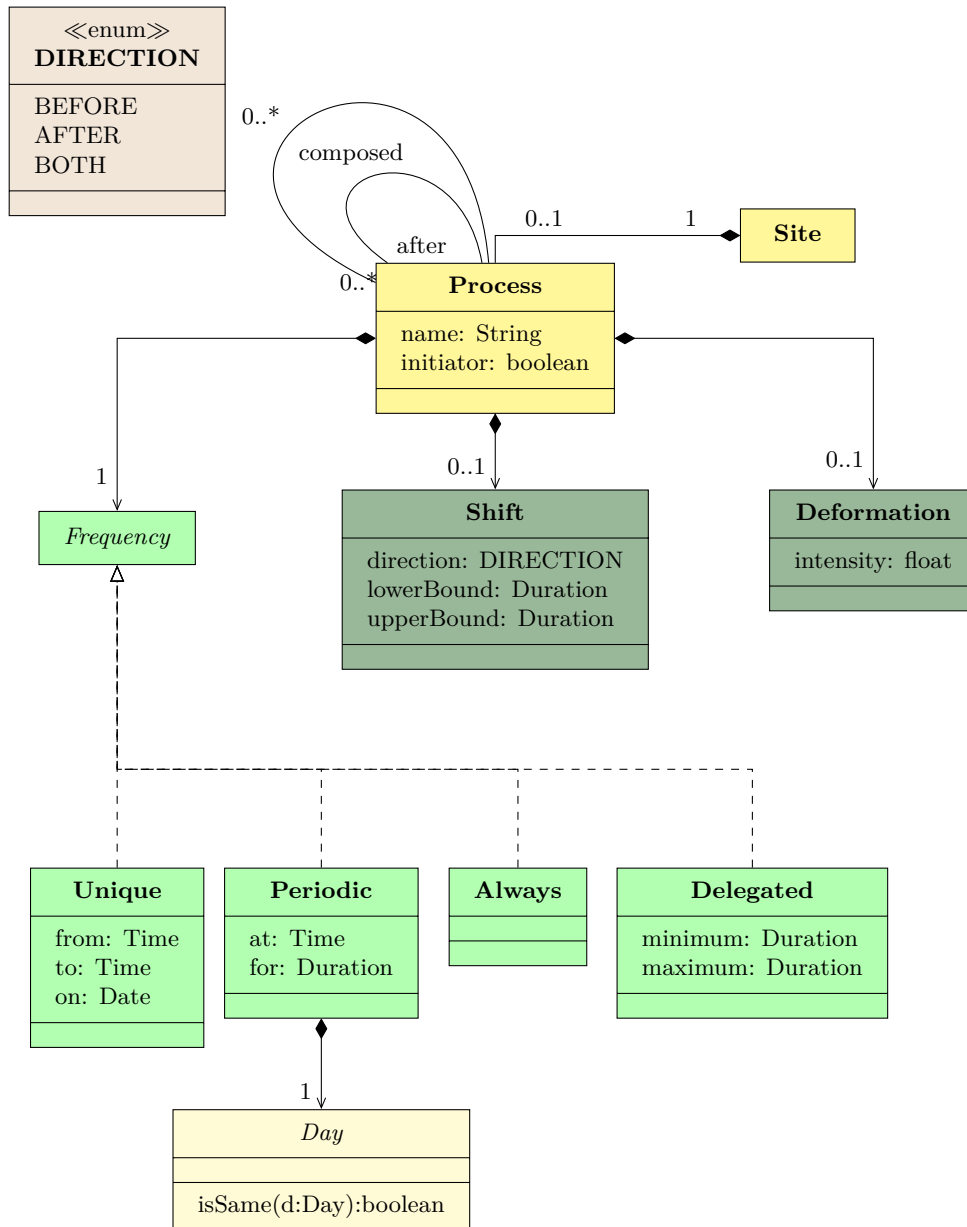 ≪enum≫
DIRECTION
BEFORE
AFTER
BOTH
0..*
composed
after
0..*
0..1
1
Site
Process
name: String
initiator: boolean
1
0..1
0..1
Frequency
Shift
direction: DIRECTION
lowerBound: Duration
upperBound: Duration
Deformation
intensity: float
Unique
from: Time
to: Time
on: Date
Periodic
at: Time
for: Duration
Always
Delegated
minimum: Duration
maximum: Duration
1
Day
isSame(d:Day):boolean